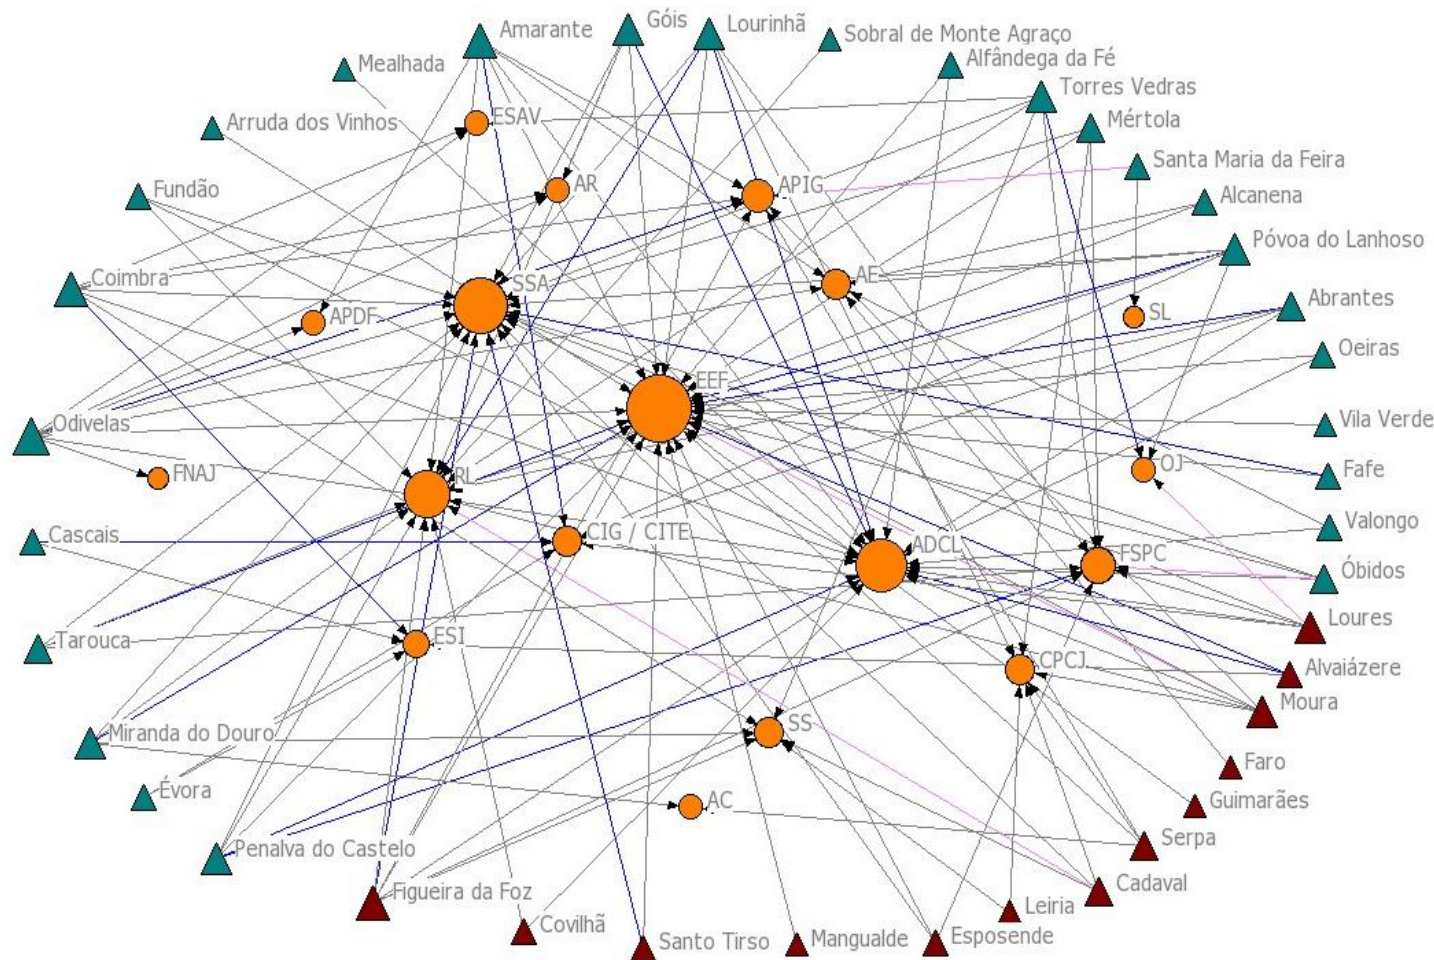 Amarante
Góis
Lourinhã
Sobral de Monte Agraço
Mealhada
Alfândega da Fé
Torres Vedras
ESAV
Arruda dos Vinhos
Mértola
Santa Maria da Feira
Fundão
AR
APIG
Alcanena
Póvoa do Lanhoso
Coimbra
SSA
AE
Abrantes
APDF
SL
Oeiras
EEF
Odivelas
Vila Verde
FNAJ
RL
OJ
Fafe
Cascais
CIG / CITE
ADCL
FSPC
Valongo
Óbidos
Loures
Tarouca
ESI
CPCJ
Alvaiázere
Moura
Miranda do Douro
SS
Faro
Évora
AC
Guimarães
Serpa
Penalva do Castelo
Figueira da Foz
Cadaval
Leiria
Covilhã
Santo Tirso
Mangualde
Esposende